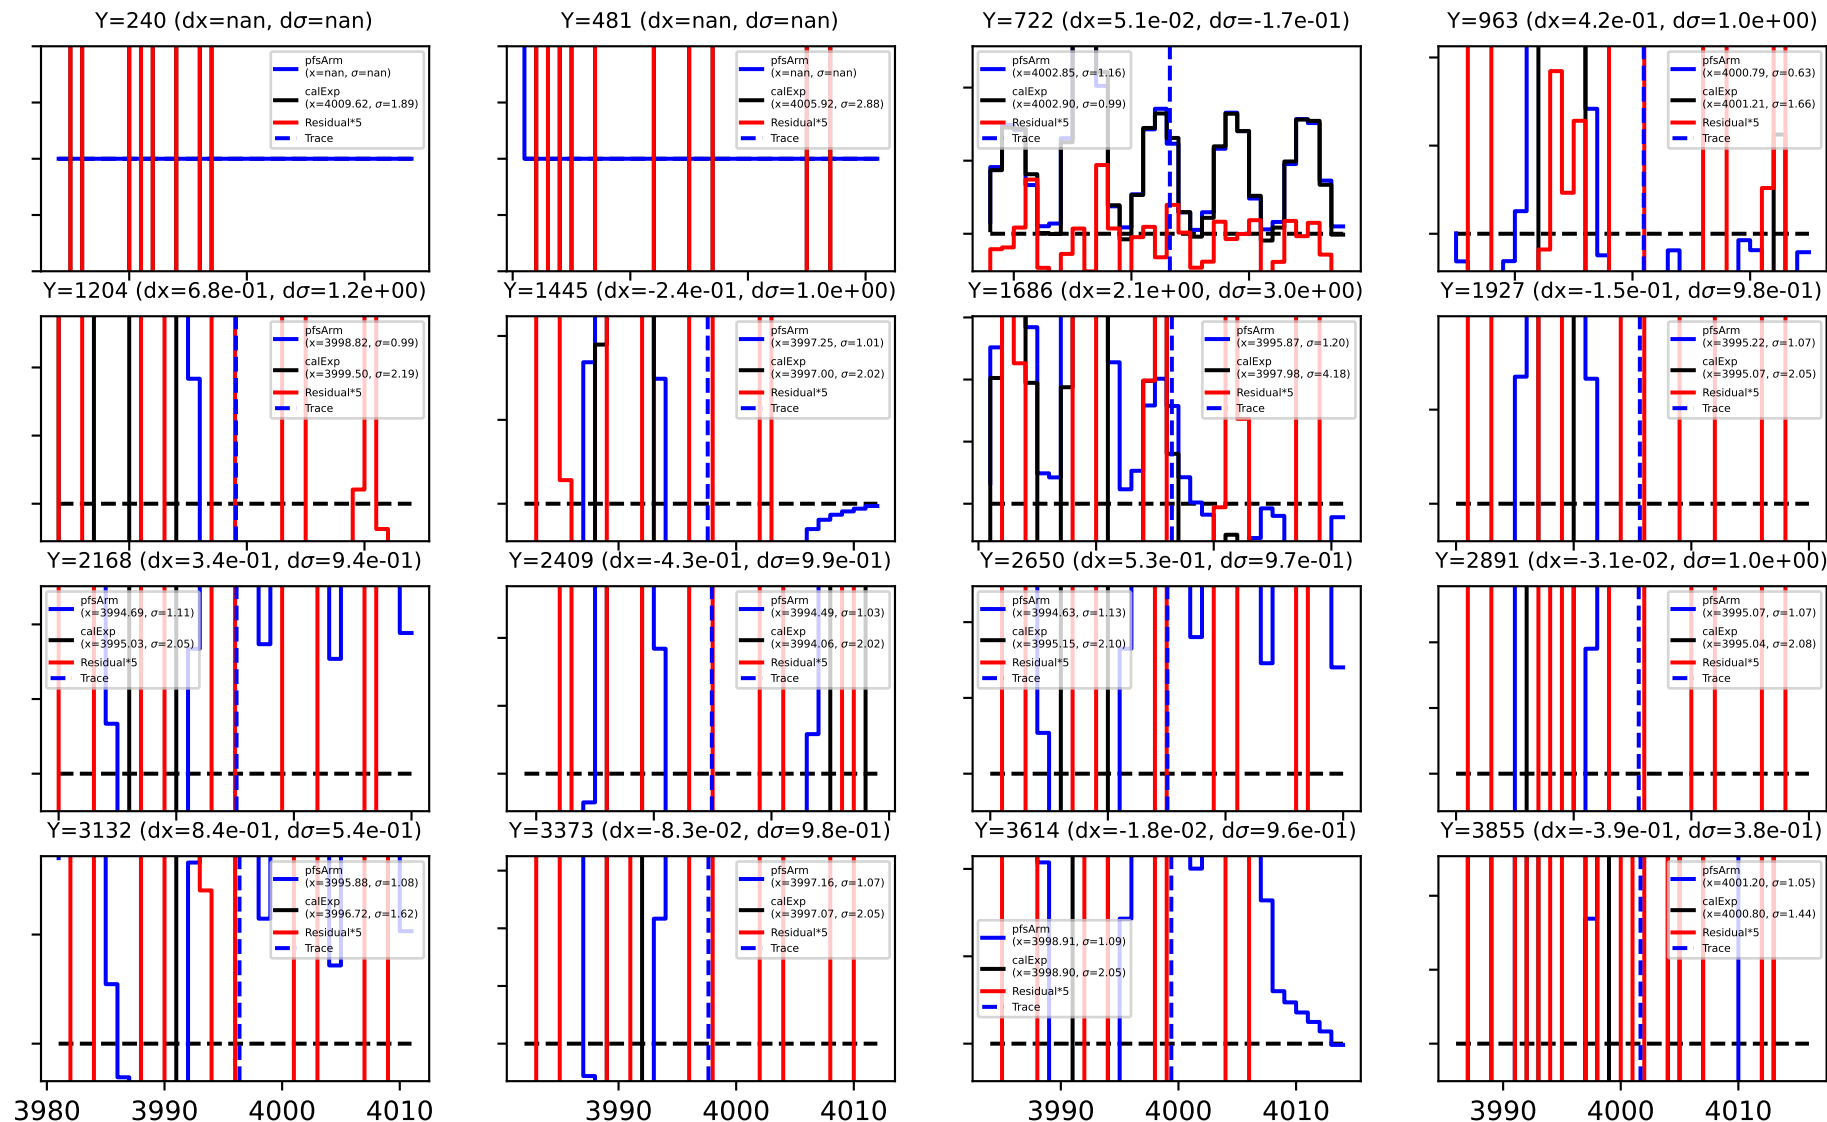 Y=240 (dx=nan, dσ=nan)
pfsArm
(x=nan, σ=nan)
calExp
(x=4009.62, σ=1.89)
Residual*5
Trace
Y=481 (dx=nan, dσ=nan)
pfsArm
(x=nan, σ=nan)
calExp
(x=4005.92, σ=2.88)
Residual*5
Trace
Y=722 (dx=5.1e-02, dσ=-1.7e-01)
pfsArm
(x=4002.85, σ=1.16)
calExp
(x=4002.90, σ=0.99)
Residual*5
Trace
Y=963 (dx=4.2e-01, dσ=1.0e+00)
pfsArm
(x=4000.79, σ=0.63)
calExp
(x=4001.21, σ=1.66)
Residual*5
Trace
Y=1204 (dx=6.8e-01, dσ=1.2e+00)
pfsArm
(x=3998.82, σ=0.99)
calExp
(x=3999.50, σ=2.19)
Residual*5
Trace
Y=1445 (dx=-2.4e-01, dσ=1.0e+00)
pfsArm
(x=3997.25, σ=1.01)
calExp
(x=3997.00, σ=2.02)
Residual*5
Trace
Y=1686 (dx=2.1e+00, dσ=3.0e+00)
pfsArm
(x=3995.87, σ=1.20)
calExp
(x=3997.98, σ=4.18)
Residual*5
Trace
Y=1927 (dx=-1.5e-01, dσ=9.8e-01)
pfsArm
(x=3995.22, σ=1.07)
calExp
(x=3995.07, σ=2.05)
Residual*5
Trace
Y=2168 (dx=3.4e-01, dσ=9.4e-01)
pfsArm
(x=3994.69, σ=1.11)
calExp
(x=3995.03, σ=2.05)
Residual*5
Trace
Y=2409 (dx=-4.3e-01, dσ=9.9e-01)
pfsArm
(x=3994.49, σ=1.03)
calExp
(x=3994.06, σ=2.02)
Residual*5
Trace
Y=2650 (dx=5.3e-01, dσ=9.7e-01)
pfsArm
(x=3994.63, σ=1.13)
calExp
(x=3995.15, σ=2.10)
Residual*5
Trace
Y=2891 (dx=-3.1e-02, dσ=1.0e+00)
pfsArm
(x=3995.07, σ=1.07)
calExp
(x=3995.04, σ=2.08)
Residual*5
Trace
Y=3132 (dx=8.4e-01, dσ=5.4e-01)
pfsArm
(x=3995.88, σ=1.08)
calExp
(x=3996.72, σ=1.62)
Residual*5
Trace
Y=3373 (dx=-8.3e-02, dσ=9.8e-01)
pfsArm
(x=3997.16, σ=1.07)
calExp
(x=3997.07, σ=2.05)
Residual*5
Trace
Y=3614 (dx=-1.8e-02, dσ=9.6e-01)
pfsArm
(x=3998.91, σ=1.09)
calExp
(x=3998.90, σ=2.05)
Residual*5
Trace
Y=3855 (dx=-3.9e-01, dσ=3.8e-01)
pfsArm
(x=4001.20, σ=1.05)
calExp
(x=4000.80, σ=1.44)
Residual*5
Trace
3980 3990 4000 4010
3990 4000 4010
3990 4000 4010
3990 4000 4010